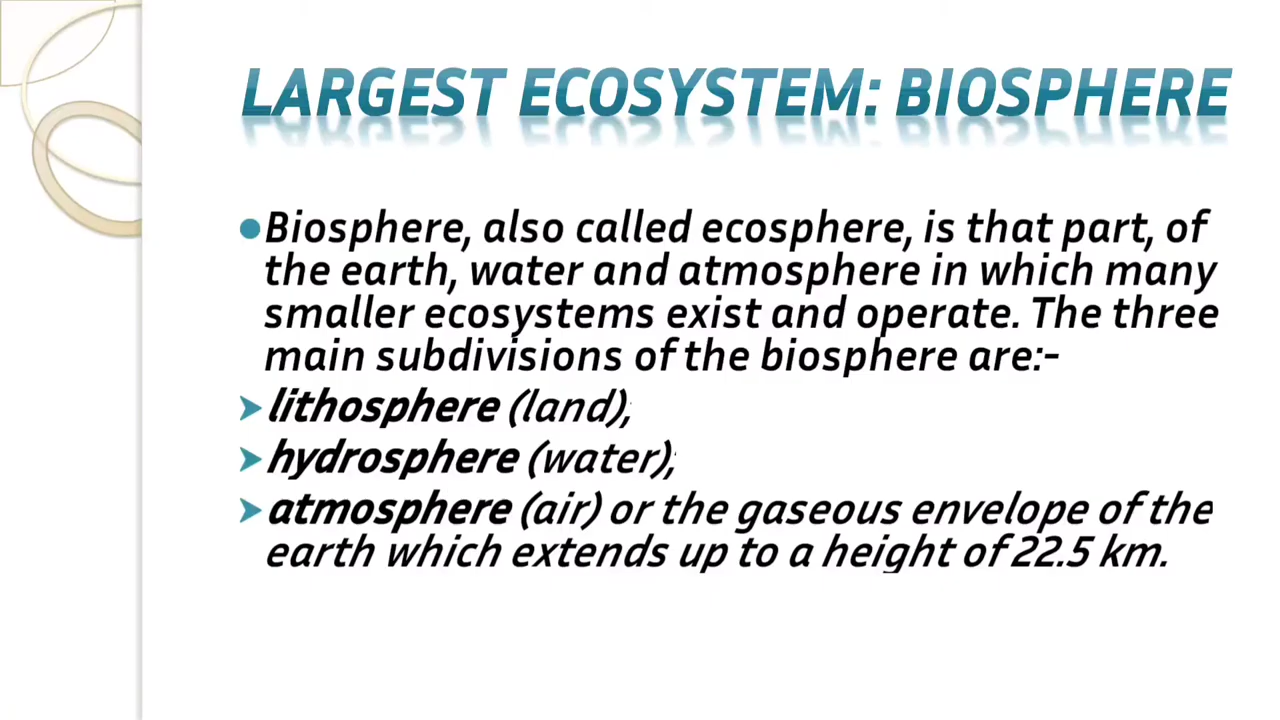 LARGEST ECOSYSTEM: BIOSPHERE
Biosphere, also called ecosphere, is that part, of
the earth, water and atmosphere in which many
smaller ecosystems exist and operate. The three
main subdivisions of the biosphere are:-
lithosphere (land),
hydrosphere (water),
atmosphere (air) or the gaseous envelope of the
earth which extends up to a height of 22.5 km.